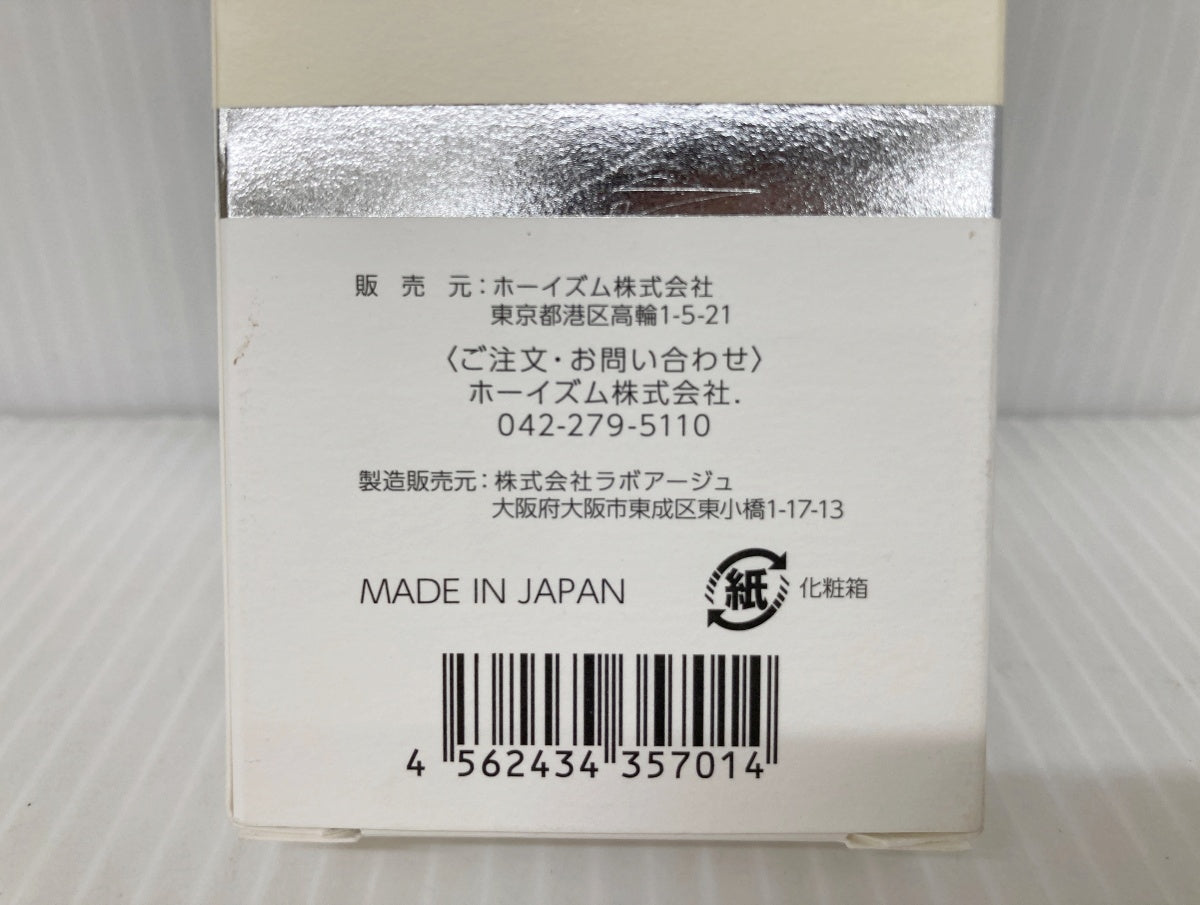 販 売 元：ホーイズム株式会社
東京都港区高輪1-5-21
〈ご注文・お問い合わせ〉
ホーイズム株式会社.
042-279-5110
製造販売元：株式会社ラボアージュ
大阪府大阪市東成区東小橋1-17-13
MADE IN JAPAN
紙 化粧箱
4 562434 357014